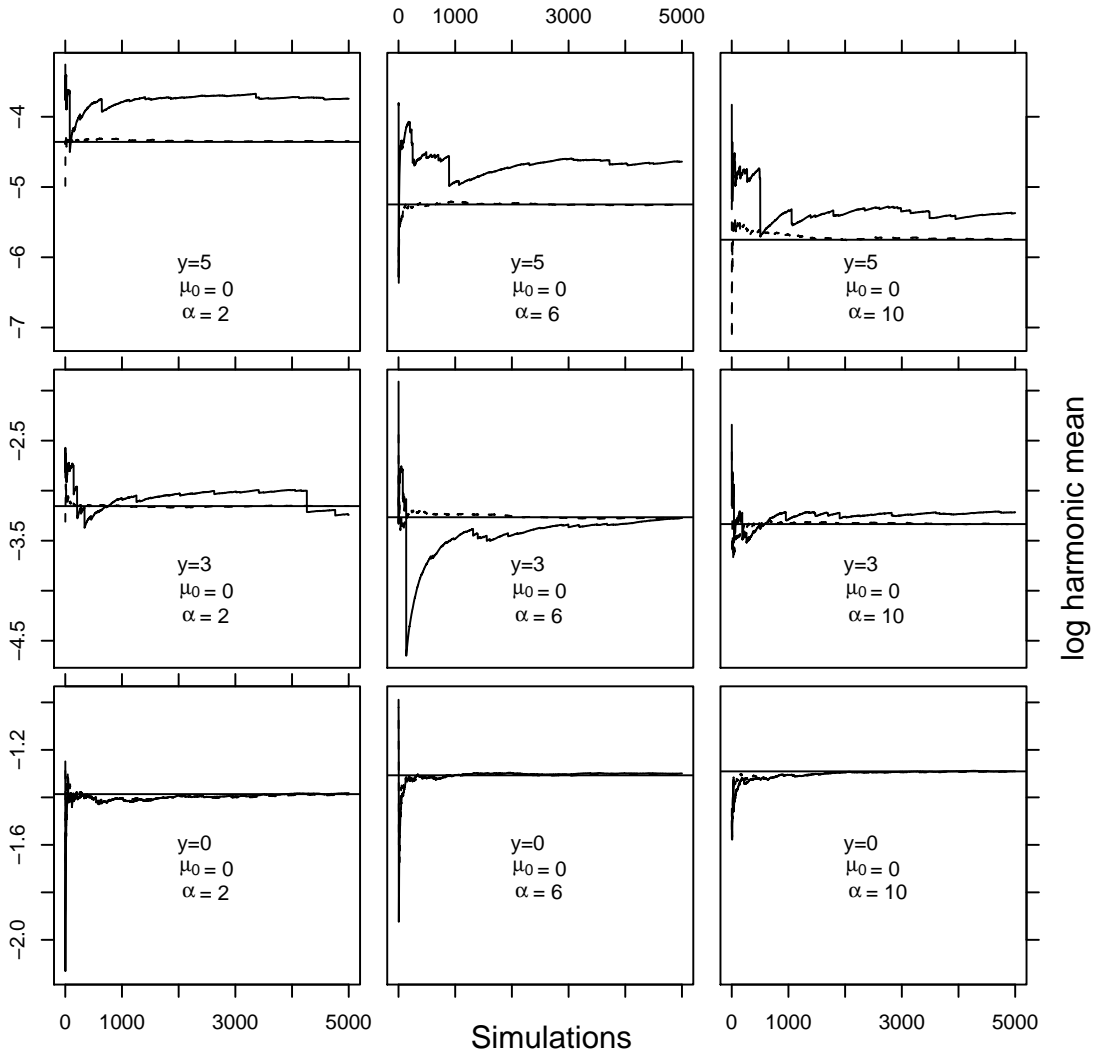 0 1000 3000 5000
−4
−5
−6
−7
y=5
μ0 = 0
α = 2
y=5
μ0 = 0
α = 6
y=5
μ0 = 0
α = 10
−2.5
−3.5
−4.5
y=3
μ0 = 0
α = 2
y=3
μ0 = 0
α = 6
y=3
μ0 = 0
α = 10
log harmonic mean
−1.2
−1.6
−2.0
y=0
μ0 = 0
α = 2
y=0
μ0 = 0
α = 6
y=0
μ0 = 0
α = 10
0 1000 3000 5000
0 1000 3000 5000
Simulations